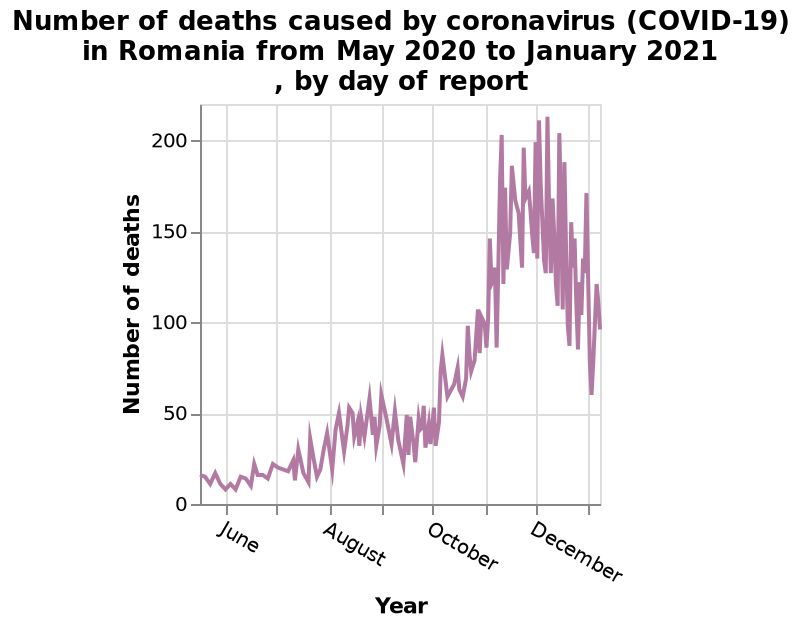 Number of deaths caused by coronavirus (COVID-19)
in Romania from May 2020 to January 2021
, by day of report
200
150
100
50
0
Number of deaths
June
August
October
December
Year